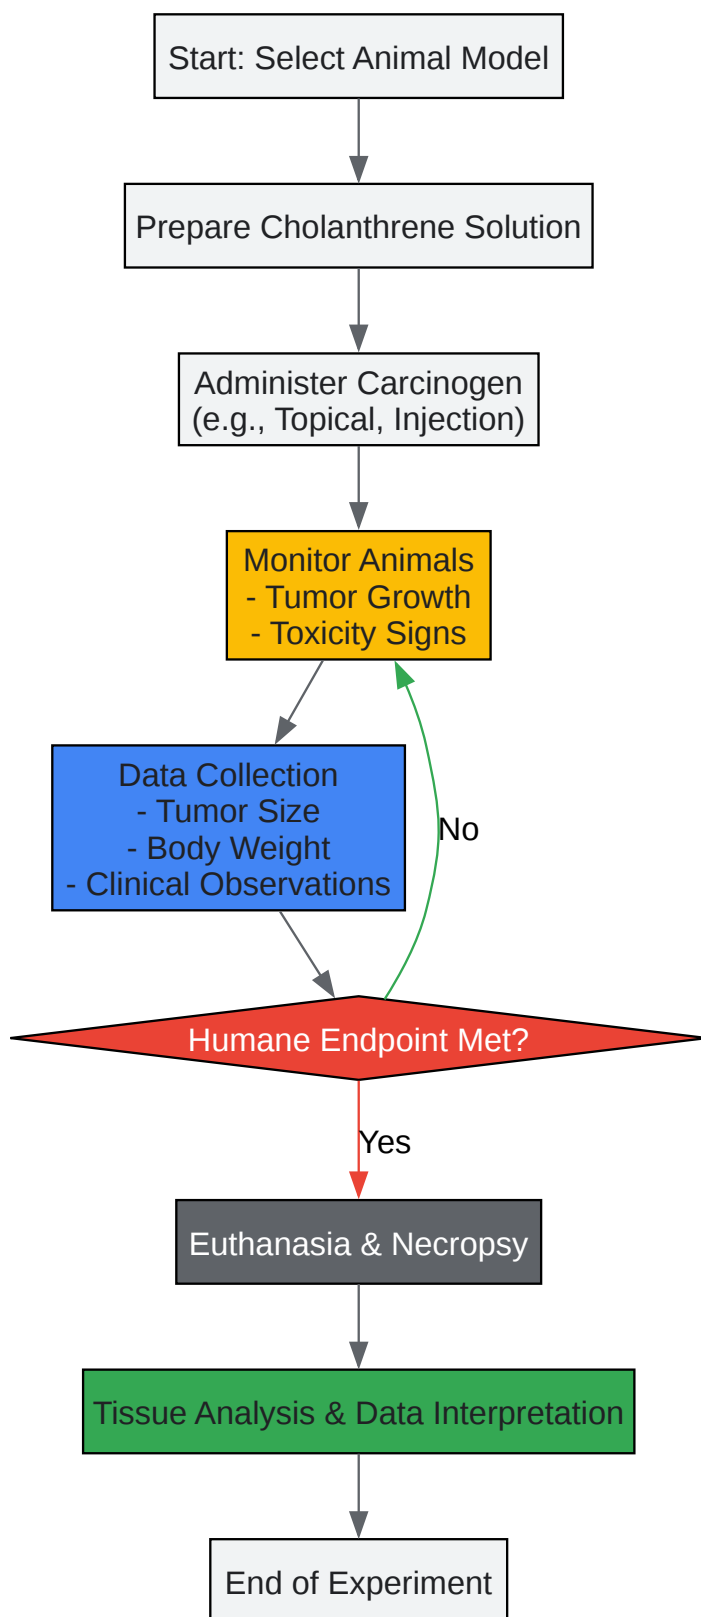 Start: Select Animal Model
Prepare Cholanthrene Solution
Administer Carcinogen
(e.g., Topical, Injection)
Monitor Animals
- Tumor Growth
- Toxicity Signs
Data Collection
- Tumor Size
- Body Weight
- Clinical Observations
No
Humane Endpoint Met?
Yes
Euthanasia & Necropsy
Tissue Analysis & Data Interpretation
End of Experiment